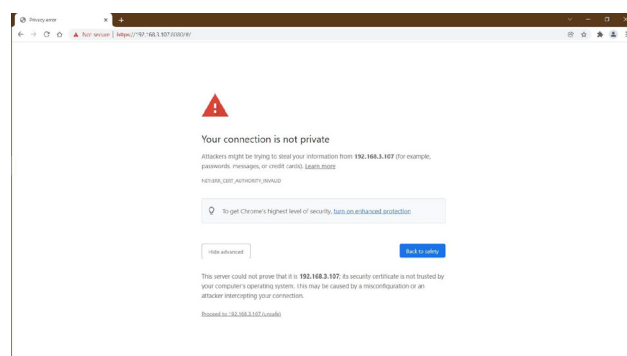 Privacy error
Not secure | https://192.168.3.107:8080/#/
Your connection is not private
Attackers might be trying to steal your information from 192.168.3.107 (for example,
passwords, messages, or credit cards). Learn more
NET::ERR_CERT_AUTHORITY_INVALID
To get Chrome's highest level of security, turn on enhanced protection
Hide advanced
Back to safety
This server could not prove that it is 192.168.3.107; its security certificate is not trusted by
your computer's operating system. This may be caused by a misconfiguration or an
attacker intercepting your connection.
Proceed to 192.168.3.107 (unsafe)